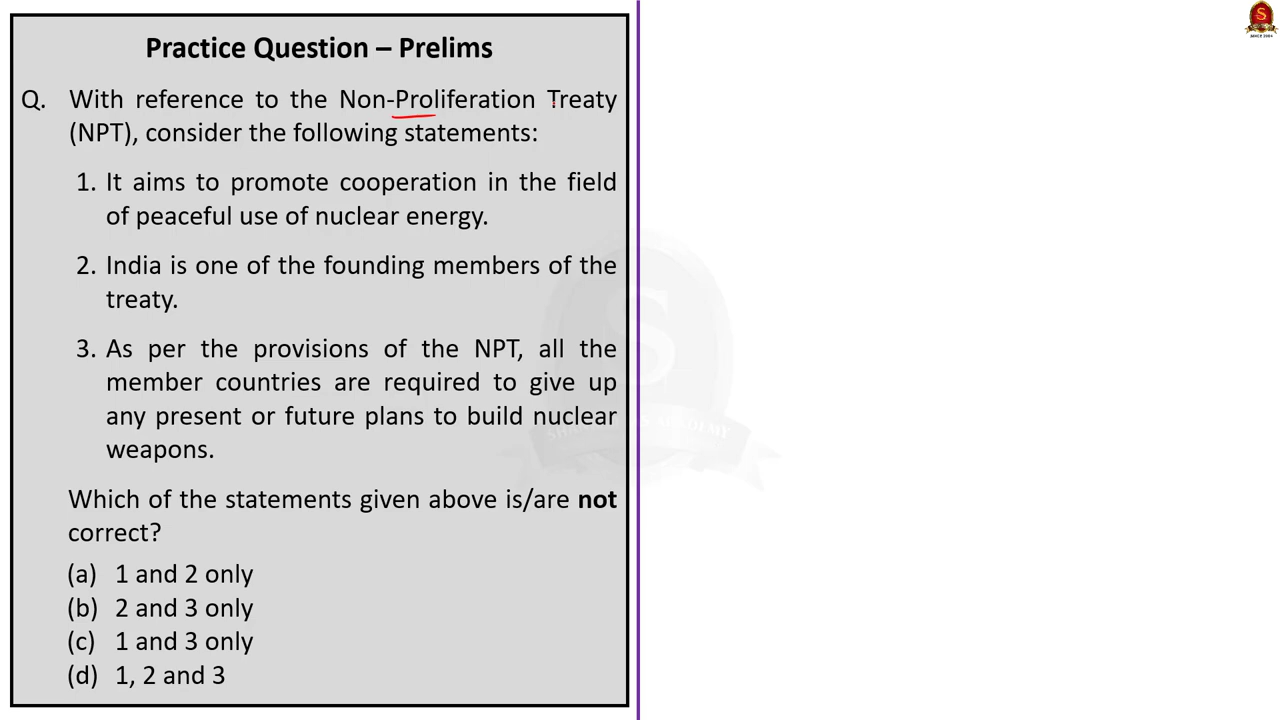 Practice Question – Prelims
Q. With reference to the Non-Proliferation Treaty
(NPT), consider the following statements:
1. It aims to promote cooperation in the field
of peaceful use of nuclear energy.
2. India is one of the founding members of the
treaty.
3. As per the provisions of the NPT, all the
member countries are required to give up
any present or future plans to build nuclear
weapons.
Which of the statements given above is/are not
correct?
(a) 1 and 2 only
(b) 2 and 3 only
(c) 1 and 3 only
(d) 1, 2 and 3
S
SINCE 2004